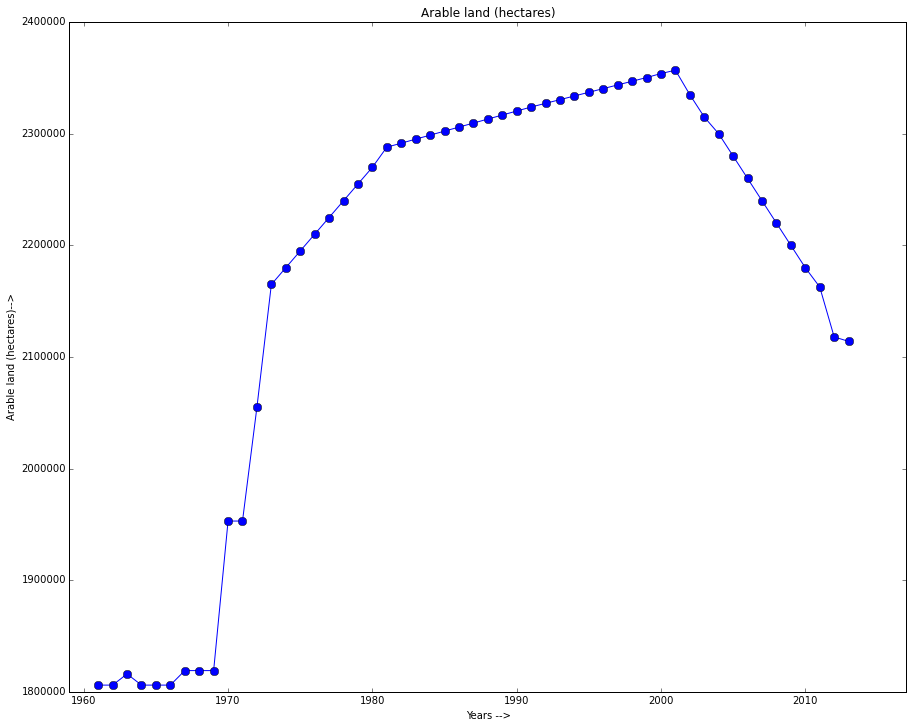 Arable land (hectares)
2400000
2300000
2200000
2100000
2000000
1900000
1800000
Arable land (hectares)-->
1960 1970 1980 1990 2000 2010
Years -->